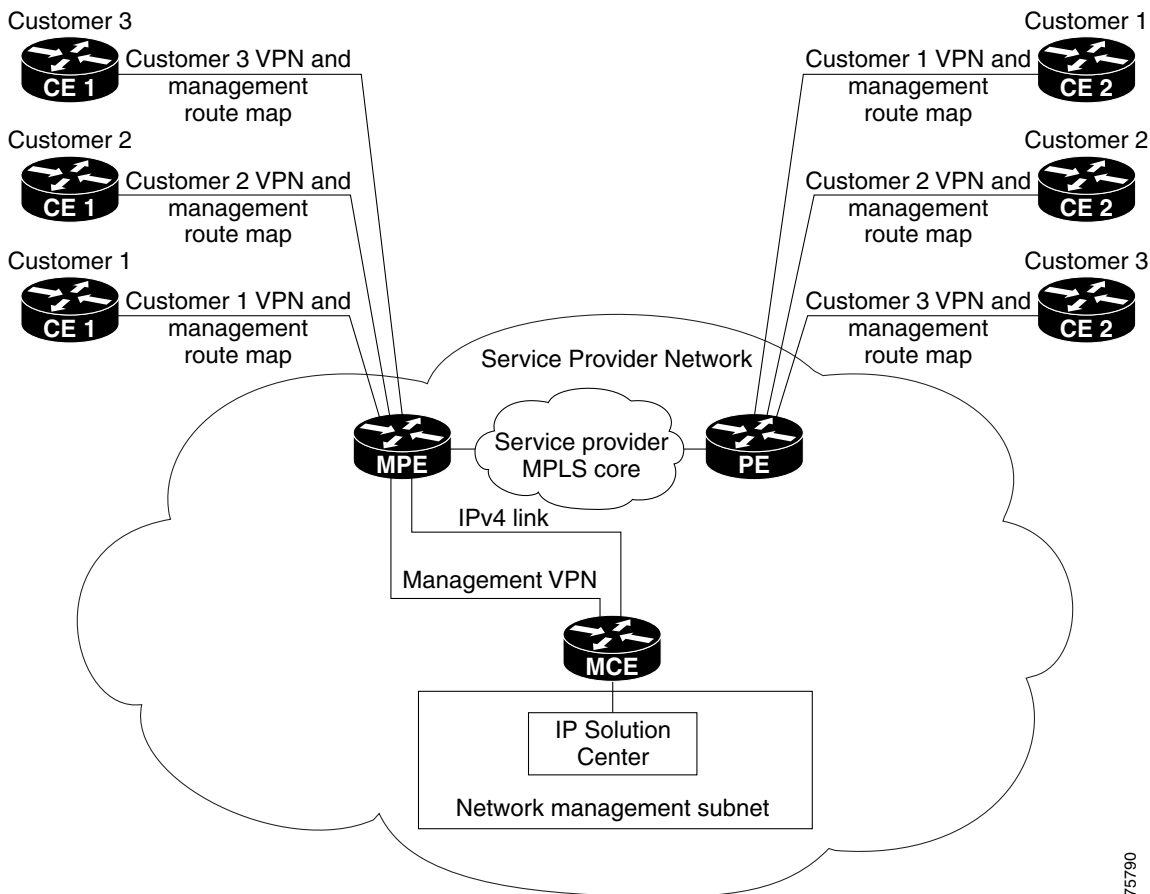 Customer 3
CE 1
Customer 3 VPN and
management
route map
Customer 2
CE 1
Customer 2 VPN and
management
route map
Customer 1
CE 1
Customer 1 VPN and
management
route map
Customer 1
CE 2
Customer 1 VPN and
management
route map
Customer 2
CE 2
Customer 2 VPN and
management
route map
Customer 3
CE 2
Customer 3 VPN and
management
route map
Service Provider Network
MPE
Service provider
MPLS core
PE
IPv4 link
Management VPN
MCE
IP Solution
Center
Network management subnet
75790